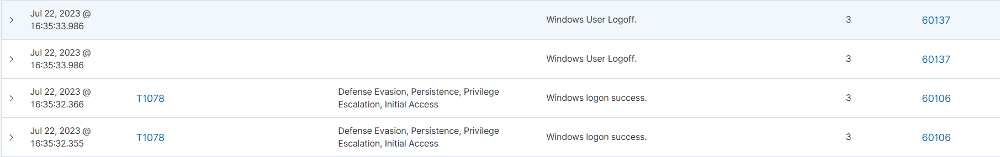 Jul 22, 2023 @
16:35:33.986
Windows User Logoff.
3
60137
Jul 22, 2023 @
16:35:33.986
Windows User Logoff.
3
60137
Jul 22, 2023 @
16:35:32.366
T1078
Defense Evasion, Persistence, Privilege
Escalation, Initial Access
Windows logon success.
3
60106
Jul 22, 2023 @
16:35:32.355
T1078
Defense Evasion, Persistence, Privilege
Escalation, Initial Access
Windows logon success.
3
60106